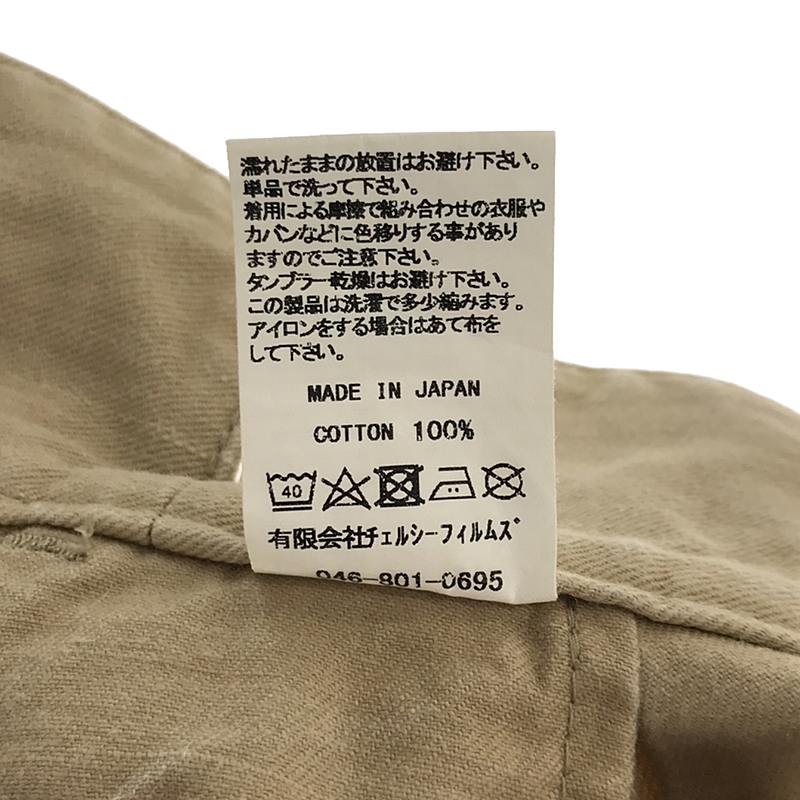 濡れたままの放置はお避け下さい。
単品で洗って下さい。
着用による摩擦で組み合わせの衣服や
カバンなどに色移りする事があり
ますのでご注意下さい。
タンブラー乾燥はお避け下さい。
この製品は洗濯で多少縮みます。
アイロンをする場合はあて布を
して下さい。
MADE IN JAPAN
COTTON 100%
40
有限会社チェルシーフィルムズ
046-801-0695